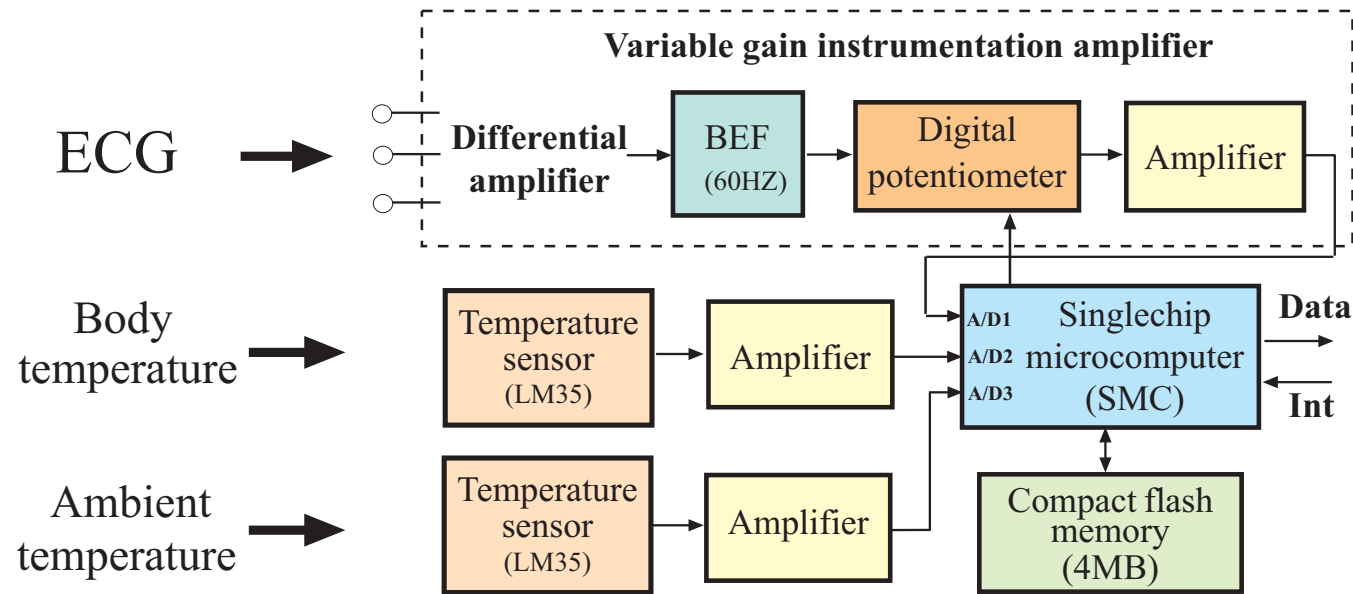 Variable gain instrumentation amplifier
ECG
Differential
amplifier
BEF
(60HZ)
Digital
potentiometer
Amplifier
Body
temperature
Temperature
sensor
(LM35)
Amplifier
A/D1
A/D2
A/D3
Singlechip
microcomputer
(SMC)
Data
Int
Ambient
temperature
Temperature
sensor
(LM35)
Amplifier
Compact flash
memory
(4MB)